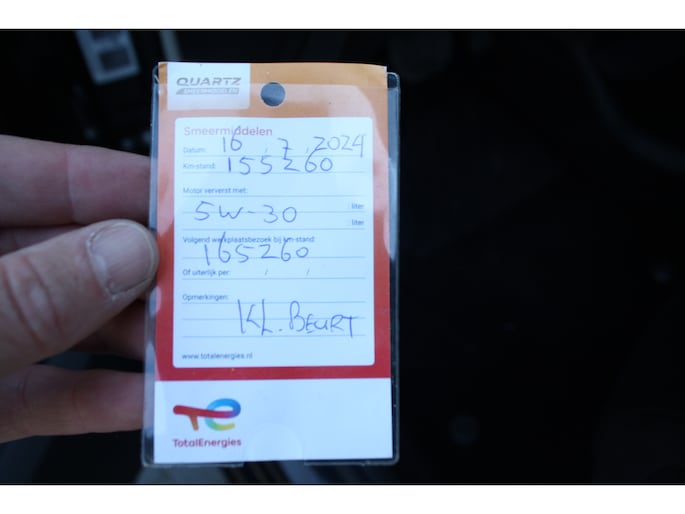 QUARTZ
SMEERMIDDELEN
Smeermiddelen
Datum: 16 , 7 , 2024
Km-stand: 155260
Motor ververst met:
liter
5W-30
liter
Volgend werkplaatsbezoek bij km-stand:
165260
Of uiterlijk per: / /
Opmerkingen:
KL. BEURT
www.totalenergies.nl
TotalEnergies